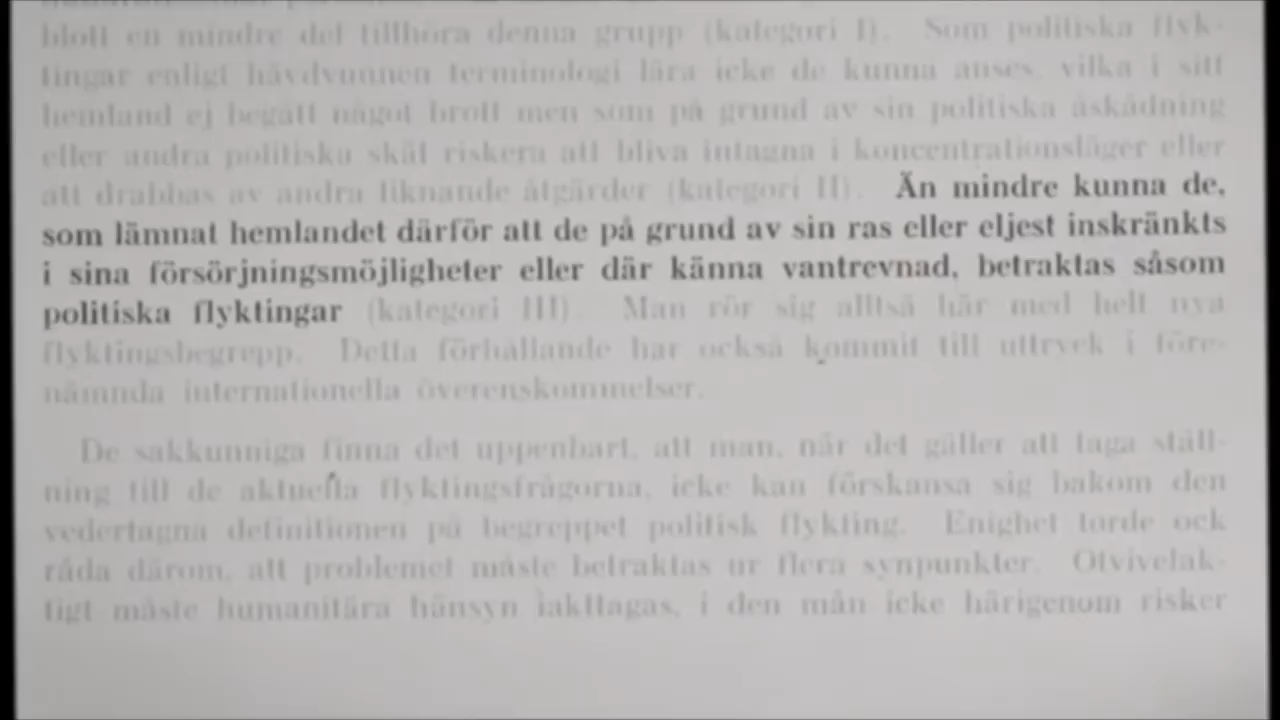 blott en mindre del tillhöra denna grupp (kategori I). Som politiska flyk-
tingar enligt hävdvunnen terminologi lära icke de kunna anses, vilka i sitt
hemland ej begått något brott men som på grund av sin politiska åskådning
eller andra politiska skäl riskera att bliva intagna i koncentrationsläger eller
att drabbas av andra liknande åtgärder (kategori II). Än mindre kunna de,
som lämnat hemlandet därför att de på grund av sin ras eller eljest inskränkts
i sina försörjningsmöjligheter eller där känna vantrevnad, betraktas såsom
politiska flyktingar (kategori III). Man rör sig alltså här med helt nya
flyktingsbegrepp. Detta förhållande har också kommit till uttryck i före-
nämnda internationella överenskommelser.
De sakkunniga finna det uppenbart, att man, när det gäller att taga ställ-
ning till de aktuella flyktingsfrågorna, icke kan förskansa sig bakom den
vedertagna definitionen på begreppet politisk flykting. Enighet torde ock
råda därom, att problemet måste betraktas ur flera synpunkter. Otvivelak-
tigt måste humanitära hänsyn iakttagas, i den mån icke härigenom risker